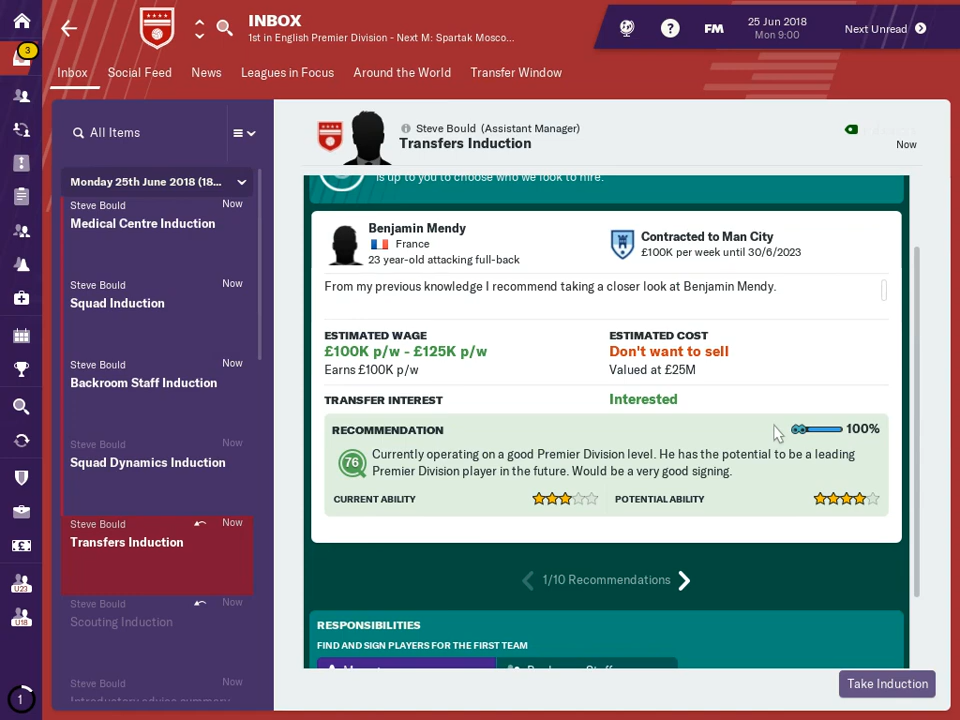 INBOX
1st in English Premier Division - Next M: Spartak Mosco...
25 Jun 2018
Mon 9:00
FM
?
Next Unread
3
Inbox
Social Feed
News
Leagues in Focus
Around the World
Transfer Window
All Items
Monday 25th June 2018 (18...
Steve Bould
Now
Medical Centre Induction
Steve Bould
Now
Squad Induction
Steve Bould
Now
Backroom Staff Induction
Steve Bould
Now
Squad Dynamics Induction
Steve Bould
Now
Transfers Induction
Steve Bould
Now
Scouting Induction
Steve Bould
Now
Introductory advice summary
U23
U18
1
Steve Bould (Assistant Manager)
Transfers Induction
Now
is up to you to choose who we look to hire.
Benjamin Mendy
France
23 year-old attacking full-back
Contracted to Man City
£100K per week until 30/6/2023
From my previous knowledge I recommend taking a closer look at Benjamin Mendy.
ESTIMATED WAGE
£100K p/w - £125K p/w
Earns £100K p/w
ESTIMATED COST
Don't want to sell
Valued at £25M
TRANSFER INTEREST
Interested
RECOMMENDATION
100%
76
Currently operating on a good Premier Division level. He has the potential to be a leading
Premier Division player in the future. Would be a very good signing.
CURRENT ABILITY
POTENTIAL ABILITY
1/10 Recommendations
RESPONSIBILITIES
FIND AND SIGN PLAYERS FOR THE FIRST TEAM
Take Induction